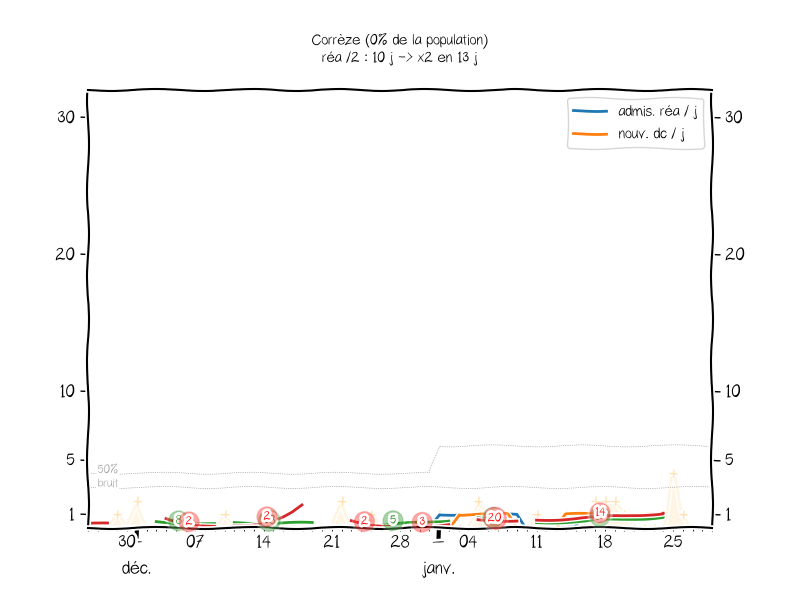 Corrèze (0% de la population)
réa /2 : 10 j -> x2 en 13 j
admis. réa / j
nouv. dc / j
30
30
20
20
10
10
5
5
50%
bruit
1
1
8 2 2 2 5 3 20 14
30 07 14 21 28 04 11 18 25
déc. janv.